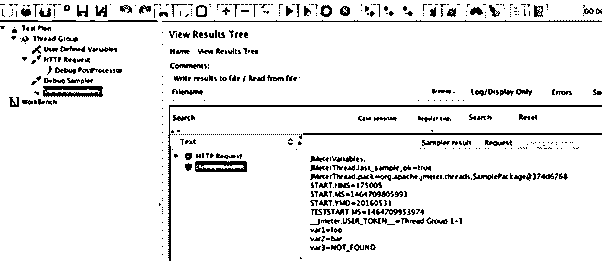 00:00
Test Plan
Thread Group
User Defined Variables
HTTP Request
Debug PostProcessor
Debug Sampler
WorkBench
View Results Tree
Name: View Results Tree
Comments:
Write results to file / Read from file
Filename
Browse... Log/Display Only Errors
Search Case sensitive Regular exp. Search Reset
Text
HTTP Request
Sampler result Request
JMeterVariables:
JMeterThread.last_sample_ok=true
JMeterThread.pack=org.apache.jmeter.threads.SamplePackage@374d6768
START.HMS=175005
START.MS=1464709805993
START.YMD=20160531
TESTSTART.MS=1464709953974
__jmeter.USER_TOKEN__=Thread Group 1-1
var1=foo
var2=bar
var3=NOT_FOUND